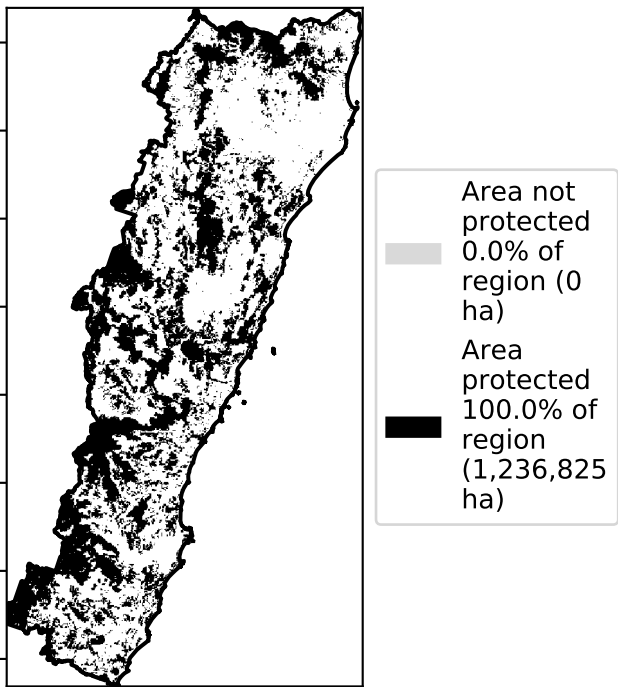 Area not
protected
0.0% of
region (0
ha)
Area
protected
100.0% of
region
(1,236,825
ha)